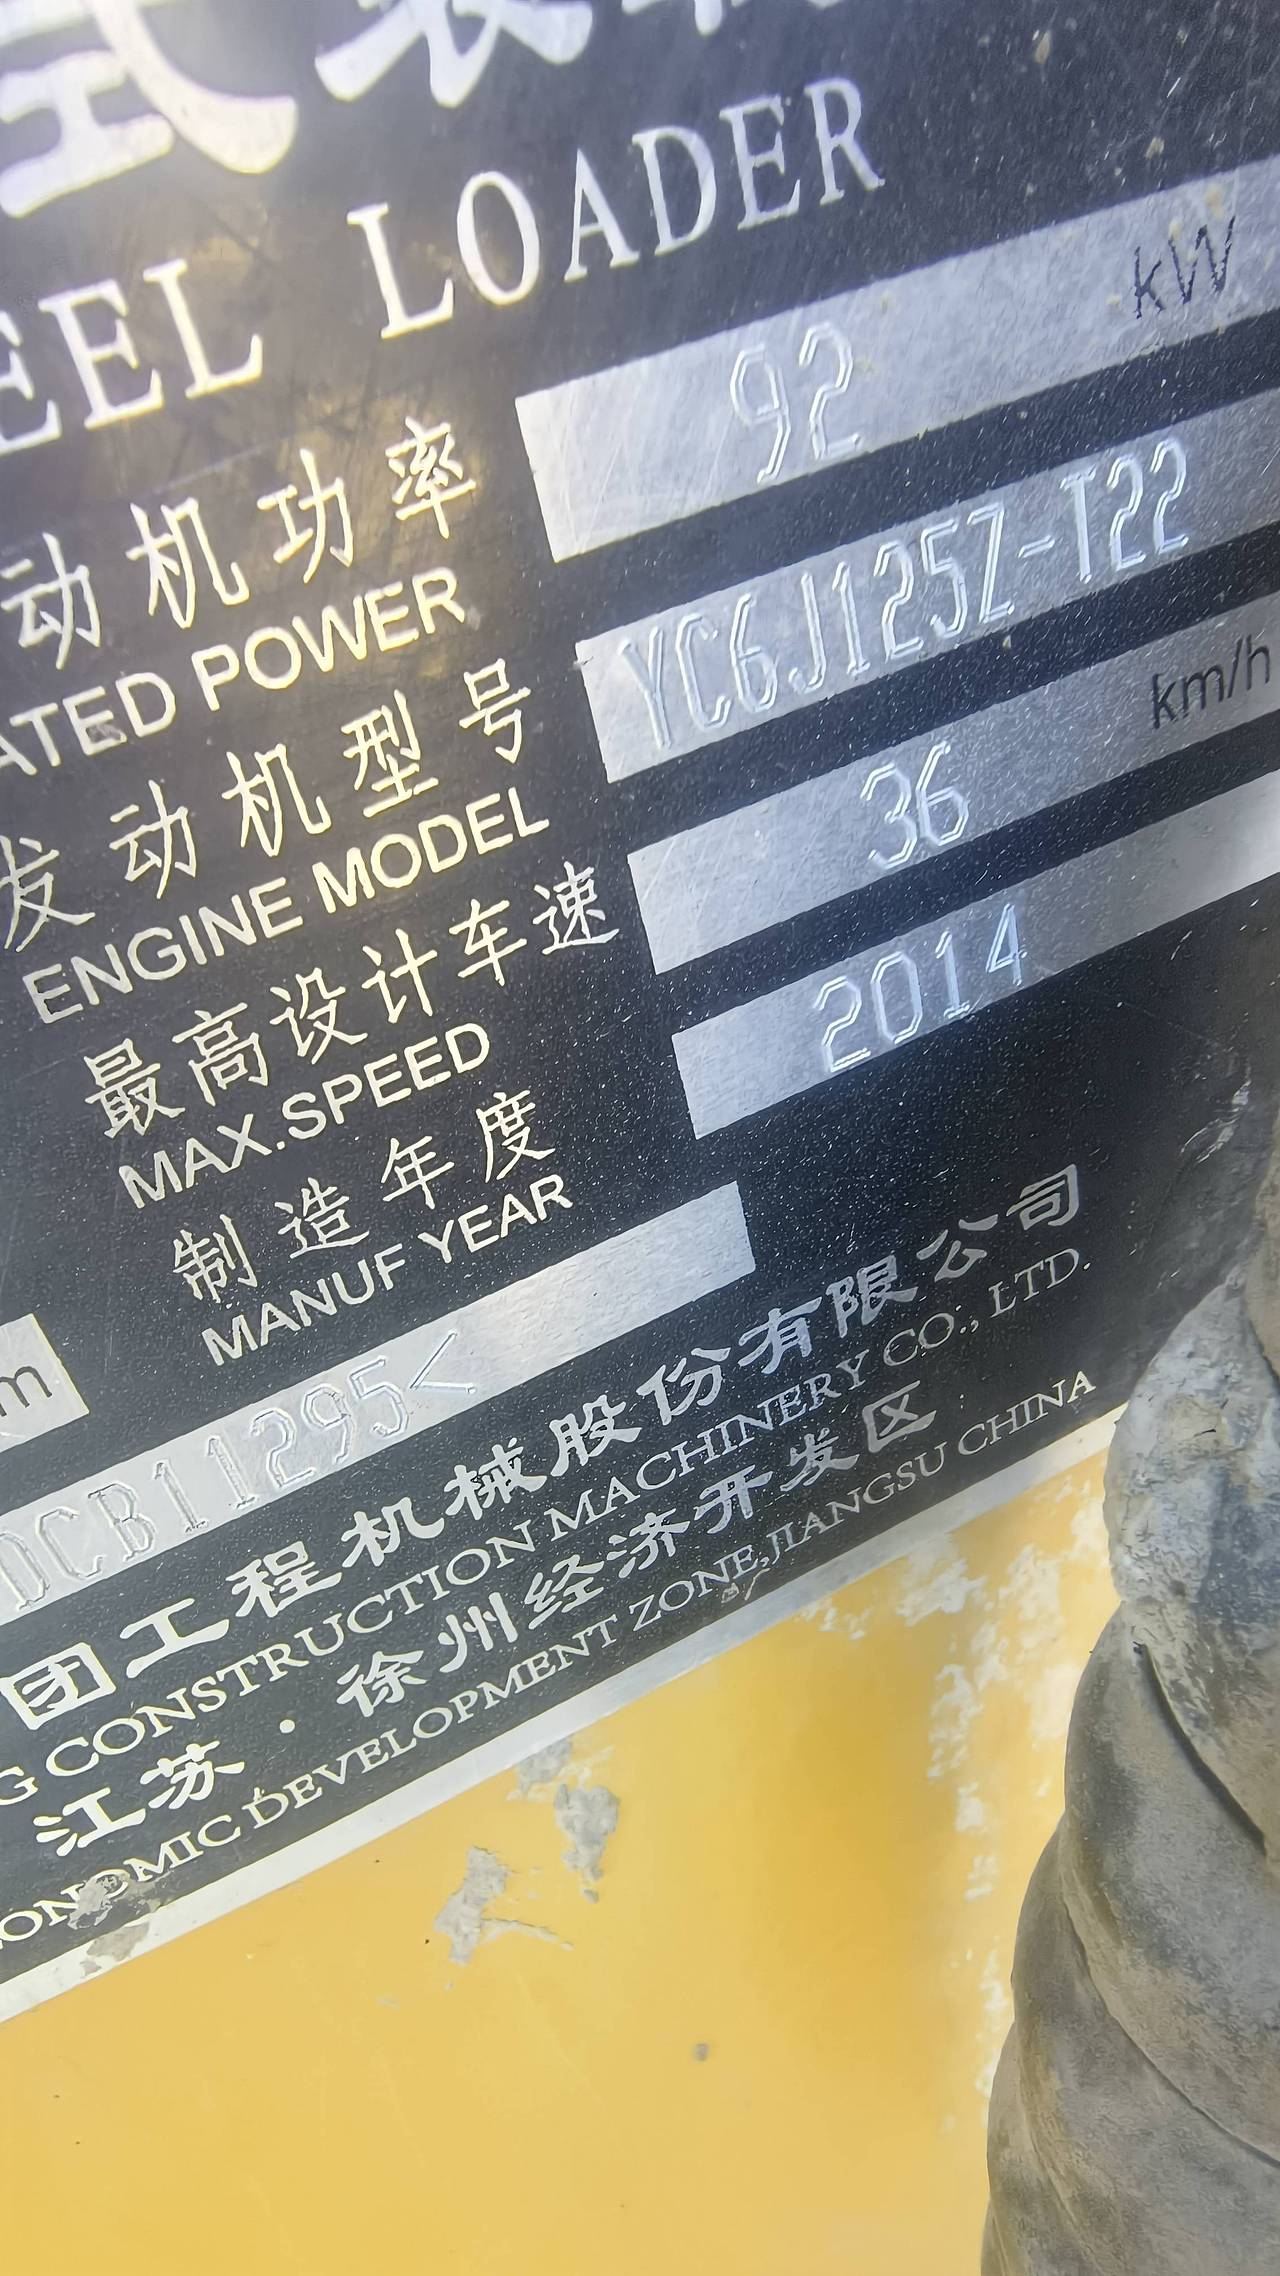 式装载
EEL LOADER
动机功率 92 kW
ATED POWER
发动机型号 YC6J125Z-T22
ENGINE MODEL
最高设计车速 36 km/h
MAX.SPEED
制造年度 2014
MANUF YEAR
m
DCB11295<
团工程机械股份有限公司
G CONSTRUCTION MACHINERY CO., LTD.
江苏·徐州经济开发区
ONOMIC DEVELOPMENT ZONE,JIANGSU CHINA